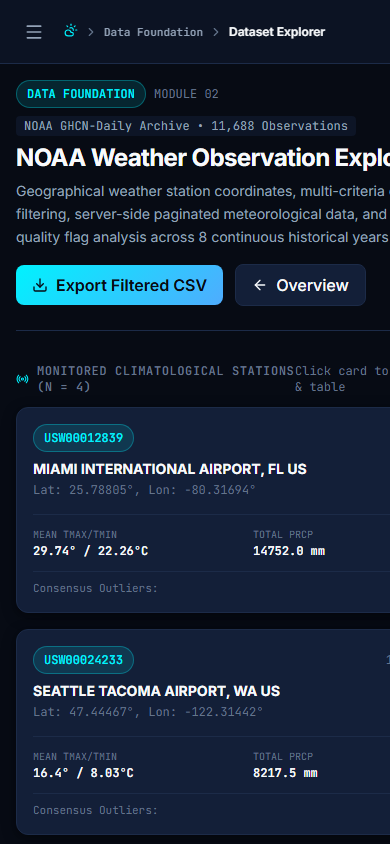 Data Foundation > Dataset Explorer
DATA FOUNDATION MODULE 02
NOAA GHCN-Daily Archive • 11,688 Observations
NOAA Weather Observation
Geographical weather station coordinates, multi-criteria
filtering, server-side paginated meteorological data, and
quality flag analysis across 8 continuous historical years
Export Filtered CSV
Overview
MONITORED CLIMATOLOGICAL STATIONS Click card to
(N = 4) & table
USW00012839
MIAMI INTERNATIONAL AIRPORT, FL US
Lat: 25.78805°, Lon: -80.31694°
MEAN TMAX/TMIN TOTAL PRCP
29.74° / 22.26°C 14752.0 mm
Consensus Outliers:
USW00024233
SEATTLE TACOMA AIRPORT, WA US
Lat: 47.44467°, Lon: -122.31442°
MEAN TMAX/TMIN TOTAL PRCP
16.4° / 8.03°C 8217.5 mm
Consensus Outliers: